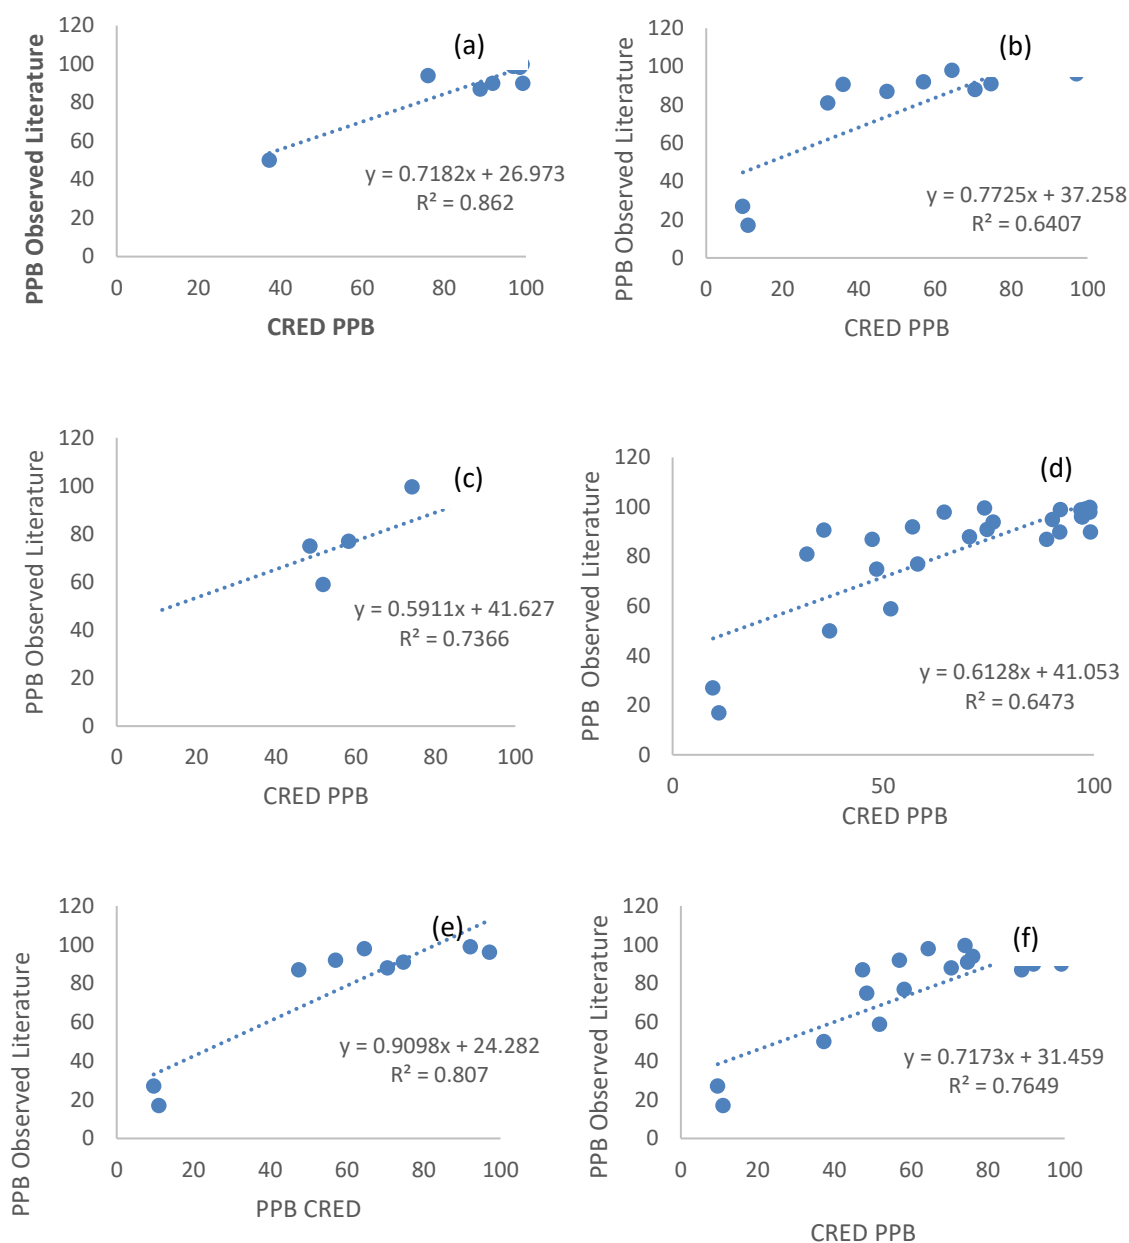 PPB Observed Literature
120
100
80
60
40
20
0
(a)
y = 0.7182x + 26.973
R² = 0.862
0 20 40 60 80 100
CRED PPB
PPB Observed Literature
120
100
80
60
40
20
0
(b)
y = 0.7725x + 37.258
R² = 0.6407
0 20 40 60 80 100
CRED PPB
PPB Observed Literature
120
100
80
60
40
20
0
(c)
y = 0.5911x + 41.627
R² = 0.7366
0 20 40 60 80 100
CRED PPB
PPB Observed Literature
120
100
80
60
40
20
0
(d)
y = 0.6128x + 41.053
R² = 0.6473
0 50 100
CRED PPB
PPB Observed Literature
120
100
80
60
40
20
0
(e)
y = 0.9098x + 24.282
R² = 0.807
0 20 40 60 80 100
PPB CRED
PPB Observed Literature
120
100
80
60
40
20
0
(f)
y = 0.7173x + 31.459
R² = 0.7649
0 20 40 60 80 100
CRED PPB